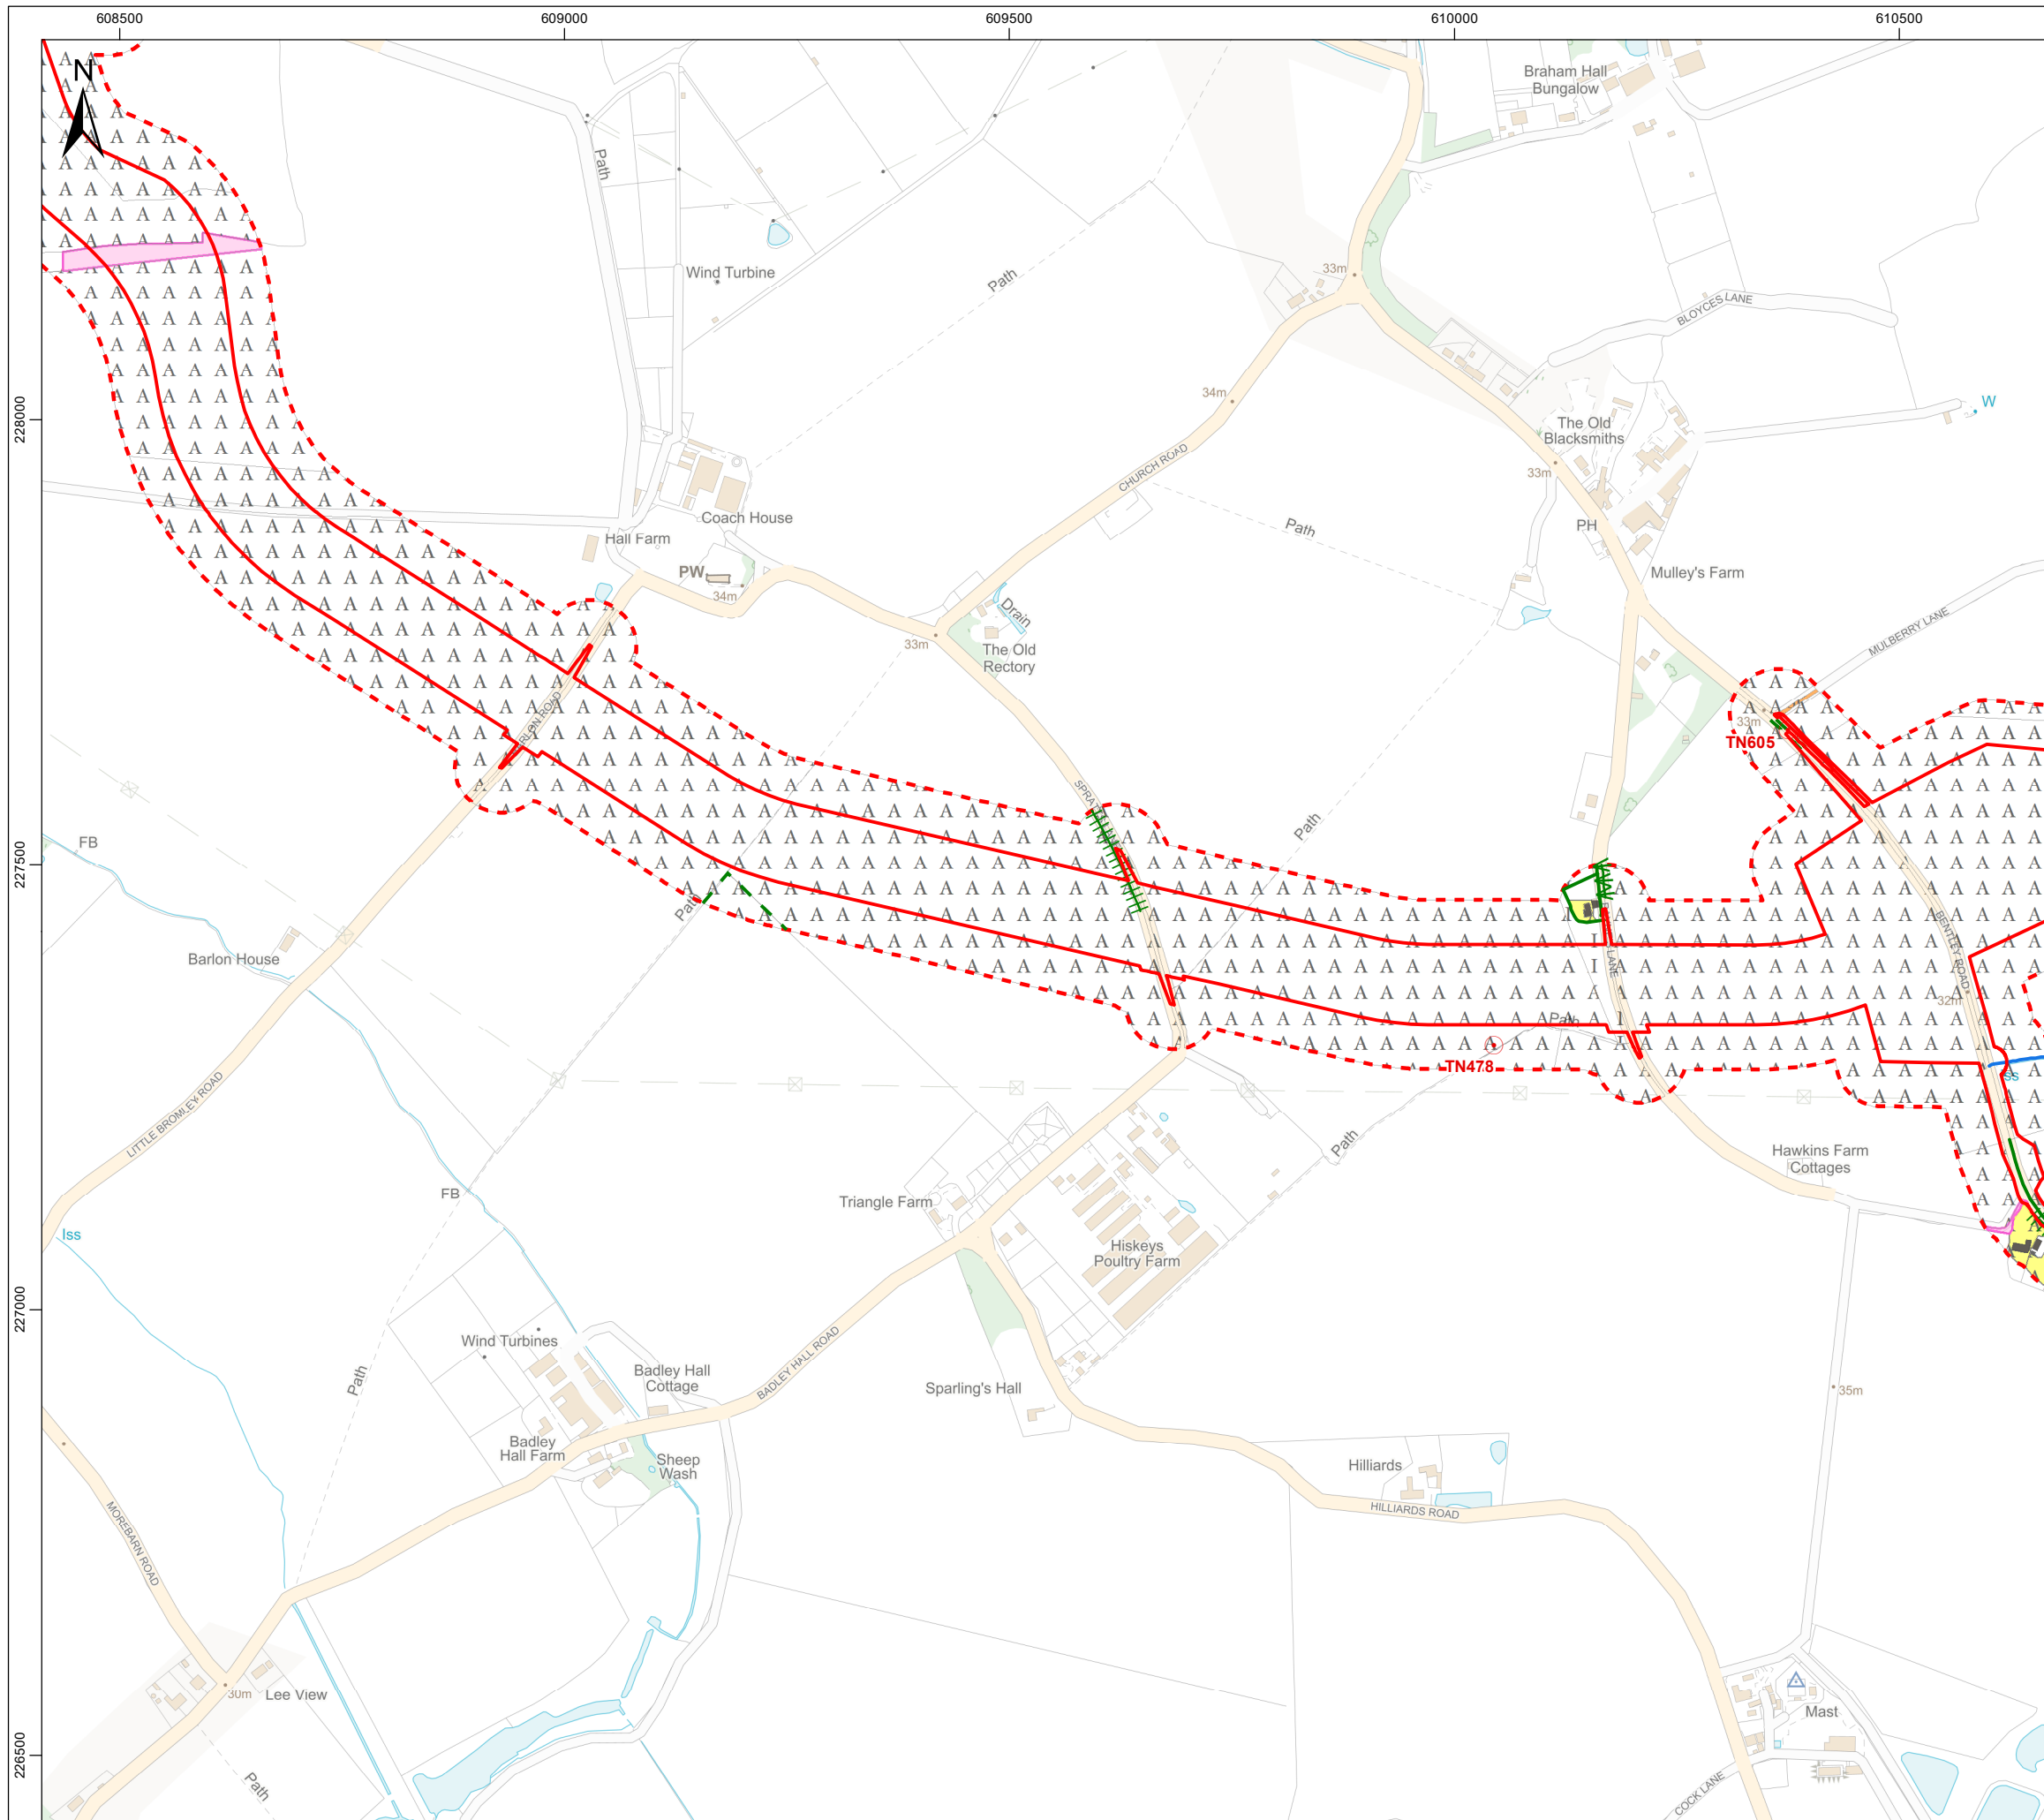 608500
609000
609500
610000
610500
N
228000
227500
227000
226500
Braham Hall
Bungalow
Path
Wind Turbine
Path
33m
BLOYCES LANE
34m
W
The Old
Blacksmiths
33m
CHURCH ROAD
Coach House
Path
PH
Hall Farm
PW
34m
Mulley's Farm
Drain
33m
The Old
Rectory
MULBERRY LANE
33m
TN605
FB
Path
Path
BENTLEY ROAD
LANE
Barlon House
32m
Path
TN478
LITTLE BROMLEY ROAD
Path
Hawkins Farm
Cottages
FB
Triangle Farm
Iss
Hiskeys
Poultry Farm
Wind Turbines
Badley Hall
Cottage
BADLEY HALL ROAD
Path
Sparling's Hall
35m
Badley
Hall Farm
Sheep
Wash
Hilliards
HILLIARDS ROAD
MOREBARN ROAD
30m
Lee View
Mast
Path
COCK LANE